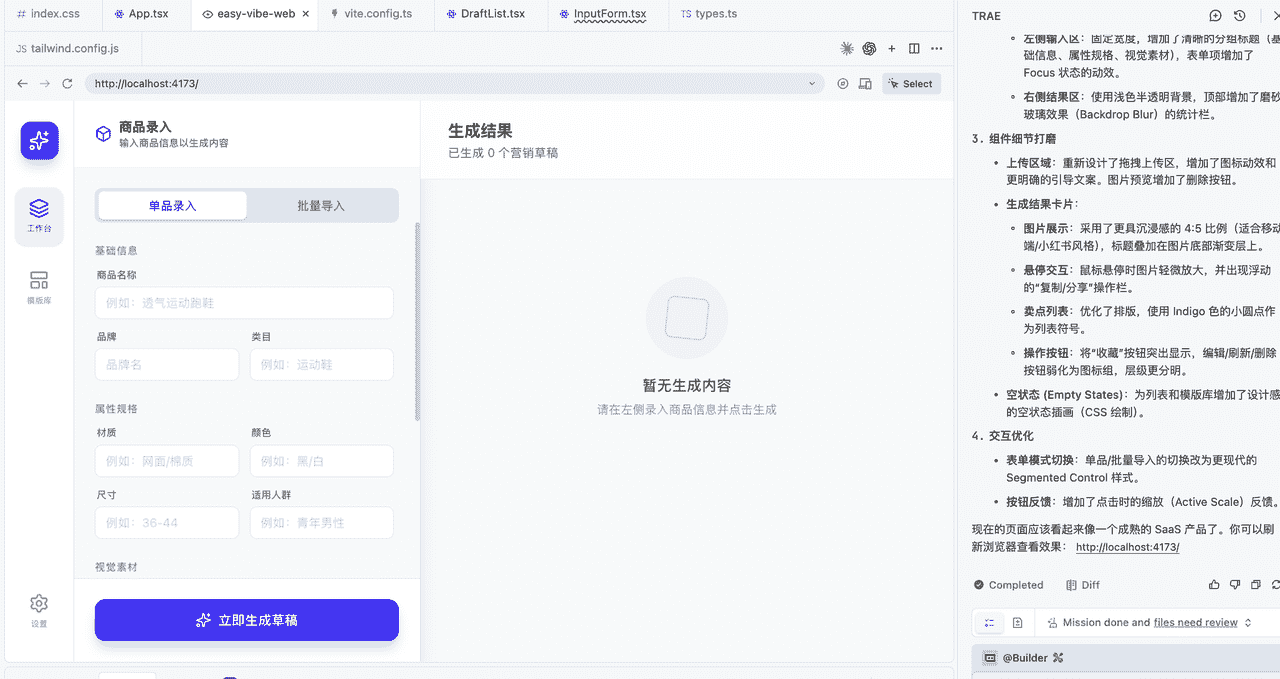 index.css
App.tsx
easy-vibe-web
vite.config.ts
DraftList.tsx
InputForm.tsx
TS types.ts
JS tailwind.config.js
http://localhost:4173/
Select
商品录入
输入商品信息以生成内容
工作台
模版库
设置
单品录入
批量导入
基础信息
商品名称
例如：透气运动跑鞋
品牌
类目
品牌名
例如：运动鞋
属性规格
材质
颜色
例如：网面/棉质
例如：黑/白
尺寸
适用人群
例如：36-44
例如：青年男性
视觉素材
立即生成草稿
生成结果
已生成 0 个营销草稿
暂无生成内容
请在左侧录入商品信息并点击生成
TRAE
左侧输入区：固定宽度，增加了清晰的分组标题（基
础信息、属性规格、视觉素材），表单项增加了
Focus 状态的动效。
右侧结果区：使用浅色半透明背景，顶部增加了磨砂
玻璃效果（Backdrop Blur）的统计栏。
3. 组件细节打磨
上传区域：重新设计了拖拽上传区，增加了图标动效和
更明确的引导文案。图片预览增加了删除按钮。
生成结果卡片：
图片展示：采用了更具沉浸感的 4:5 比例（适合移动
端/小红书风格），标题叠加在图片底部渐变层上。
悬停交互：鼠标悬停时图片轻微放大，并出现浮动
的“复制/分享”操作栏。
卖点列表：优化了排版，使用 Indigo 色的小圆点作
为列表符号。
操作按钮：将“收藏”按钮突出显示，编辑/刷新/删除
按钮弱化为图标组，层级更分明。
空状态 (Empty States)：为列表和模版库增加了设计感
的空状态插画（CSS 绘制）。
4. 交互优化
表单模式切换：单品/批量导入的切换改为更现代的
Segmented Control 样式。
按钮反馈：增加了点击时的缩放（Active Scale）反馈。
现在的页面应该看起来像一个成熟的 SaaS 产品了。你可以刷
新浏览器查看效果： http://localhost:4173/
Completed
Diff
Mission done and files need review
@Builder